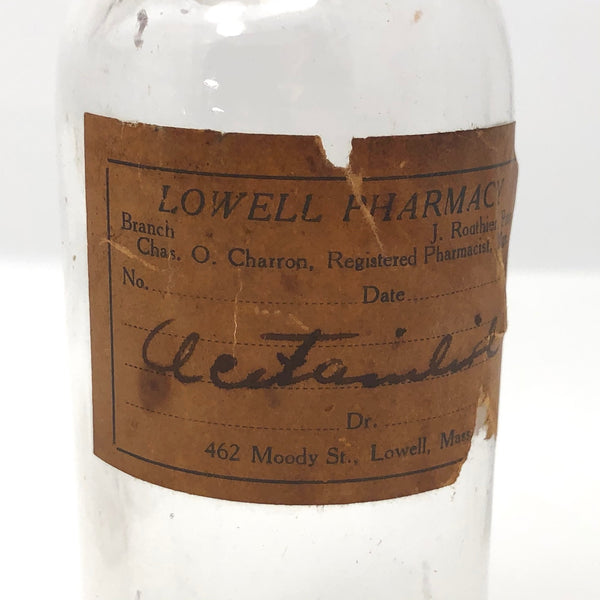 LOWELL PHARMACY
Branch J. Routhier
Chas. O. Charron, Registered Pharmacist,
No. Date
Acetanilid
Dr.
462 Moody St., Lowell, Mass